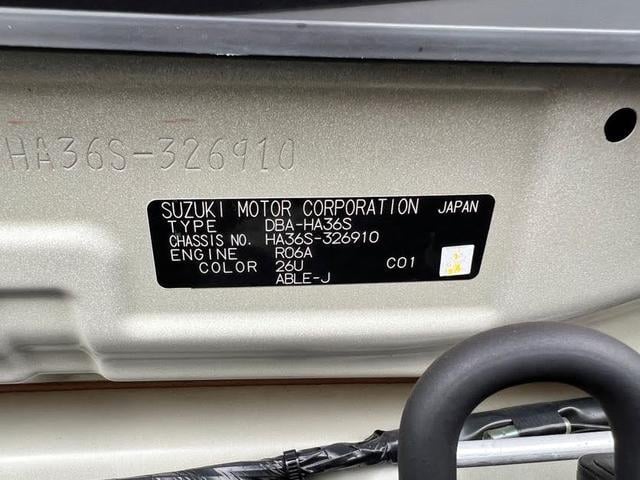 HA36S-326910
SUZUKI MOTOR CORPORATION JAPAN
TYPE DBA-HA36S
CHASSIS NO. HA36S-326910
ENGINE R06A
COLOR 26U C01
ABLE-J